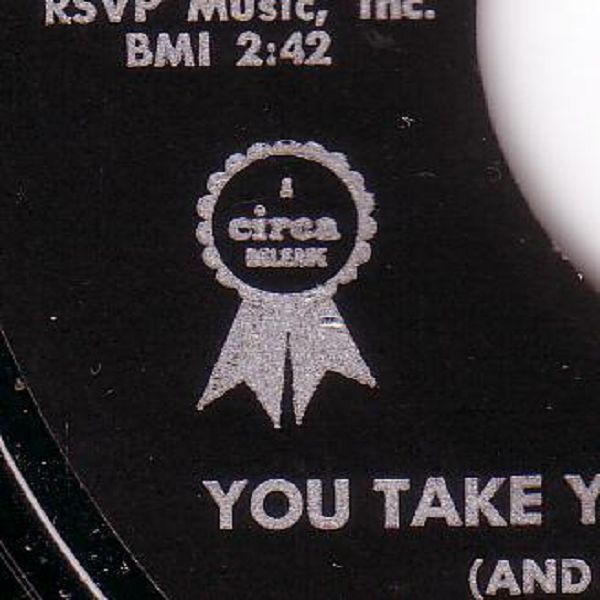 RSVP Music, Inc.
BMI 2:42
A
circa
RELEASE
YOU TAKE Y
(AND